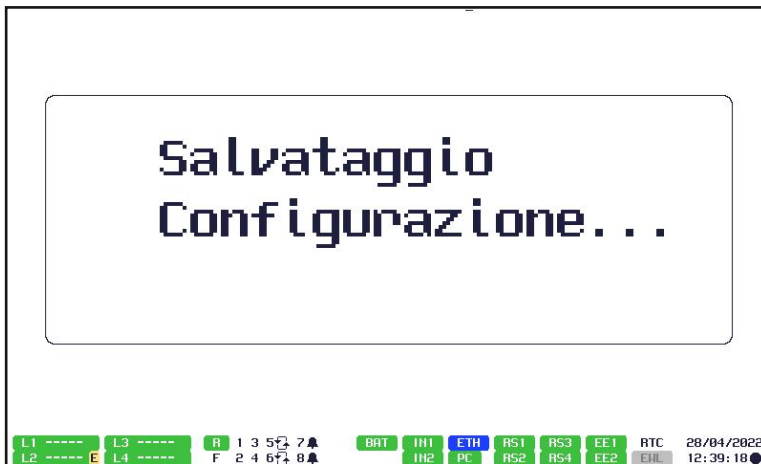 Salvataggio
Configurazione...
L1 ----- L3 ----- R 1 3 5 7 BAT IN1 ETH RS1 RS3 EE1 RTC 28/04/2022
L2 ----- E L4 ----- F 2 4 6 8 IN2 PC RS2 RS4 EE2 EWL 12:39:18